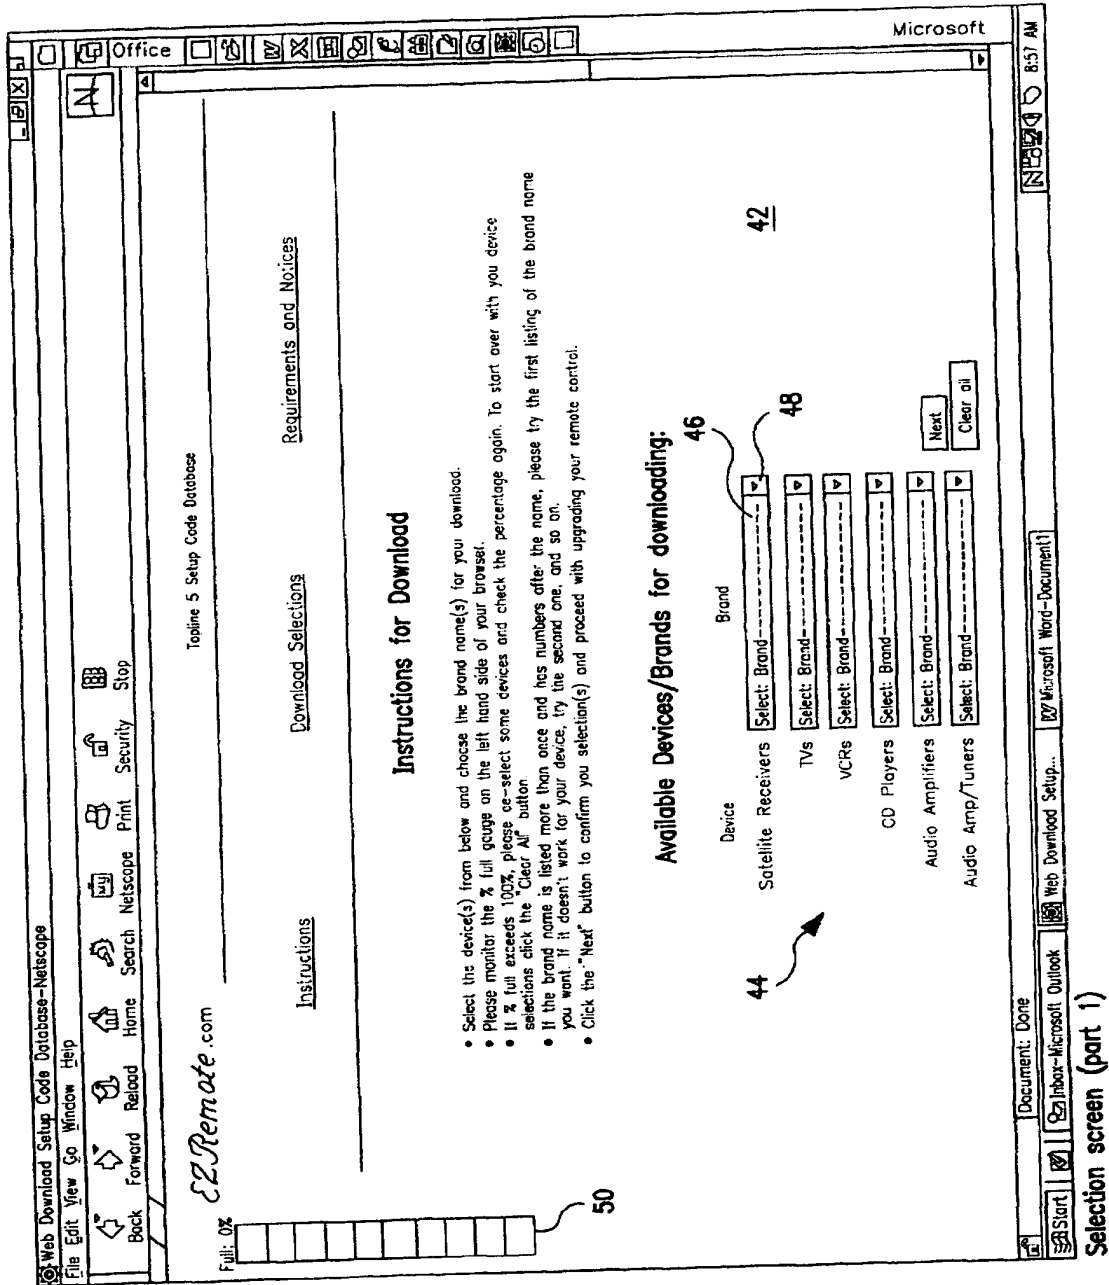 Web Download Setup Code Database-Netscape
File Edit View Go Window Help
Back Forward Reload Home Search Netscape Print Security Stop
Office
EZRemote.com
Topline 5 Setup Code Database
Full: 0%
Instructions Download Selections Requirements and Notices
Instructions for Download
• Select the device(s) from below and choose the brand name(s) for your download.
• Please monitor the % full gauge on the left hand side of your browser.
• If % full exceeds 100%, please de-select some devices and check the percentage again. To start over with you device
selections click the "Clear All" button
• If the brand name is listed more than once and has numbers after the name, please try the first listing of the brand name
you want. If it doesn't work for your device, try the second one, and so on.
• Click the "Next" button to confirm you selection(s) and proceed with upgrading your remote control.
50
Available Devices/Brands for downloading:
42
44
46
48
Device Brand
Satellite Receivers Select: Brand
TVs Select: Brand
VCRs Select: Brand
CD Players Select: Brand
Audio Amplifiers Select: Brand
Audio Amp/Tuners Select: Brand
Next
Clear all
Microsoft
Document: Done
Start Inbox-Microsoft Outlook Web Download Setup... Microsoft Word-Document1 8:57 AM
Selection screen (part 1)